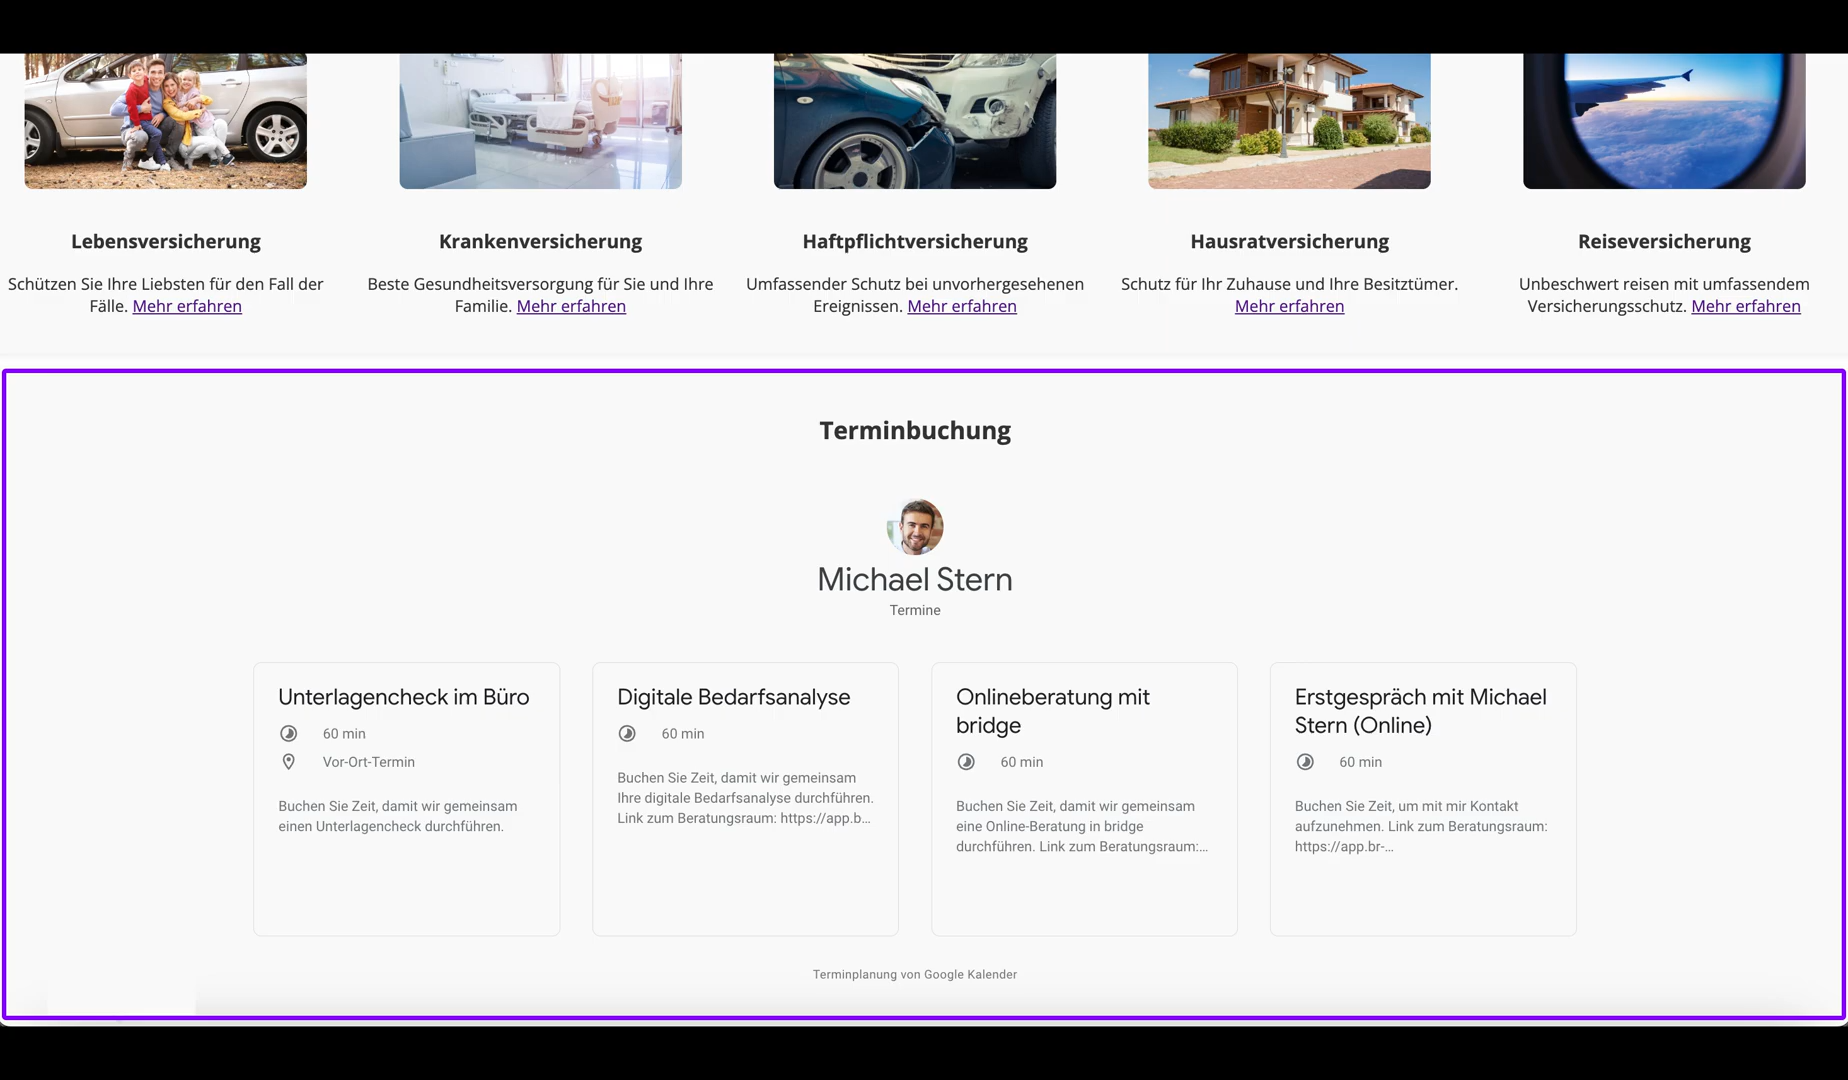 Lebensversicherung
Schützen Sie Ihre Liebsten für den Fall der
Fälle. Mehr erfahren
Krankenversicherung
Beste Gesundheitsversorgung für Sie und Ihre
Familie. Mehr erfahren
Haftpflichtversicherung
Umfassender Schutz bei unvorhergesehenen
Ereignissen. Mehr erfahren
Hausratversicherung
Schutz für Ihr Zuhause und Ihre Besitztümer.
Mehr erfahren
Reiseversicherung
Unbeschwert reisen mit umfassendem
Versicherungsschutz. Mehr erfahren
Terminbuchung
Michael Stern
Termine
Unterlagencheck im Büro
60 min
Vor-Ort-Termin
Buchen Sie Zeit, damit wir gemeinsam
einen Unterlagencheck durchführen.
Digitale Bedarfsanalyse
60 min
Buchen Sie Zeit, damit wir gemeinsam
Ihre digitale Bedarfsanalyse durchführen.
Link zum Beratungsraum: https://app.b...
Onlineberatung mit
bridge
60 min
Buchen Sie Zeit, damit wir gemeinsam
eine Online-Beratung in bridge
durchführen. Link zum Beratungsraum:...
Erstgespräch mit Michael
Stern (Online)
60 min
Buchen Sie Zeit, um mit mir Kontakt
aufzunehmen. Link zum Beratungsraum:
https://app.br-...
Terminplanung von Google Kalender